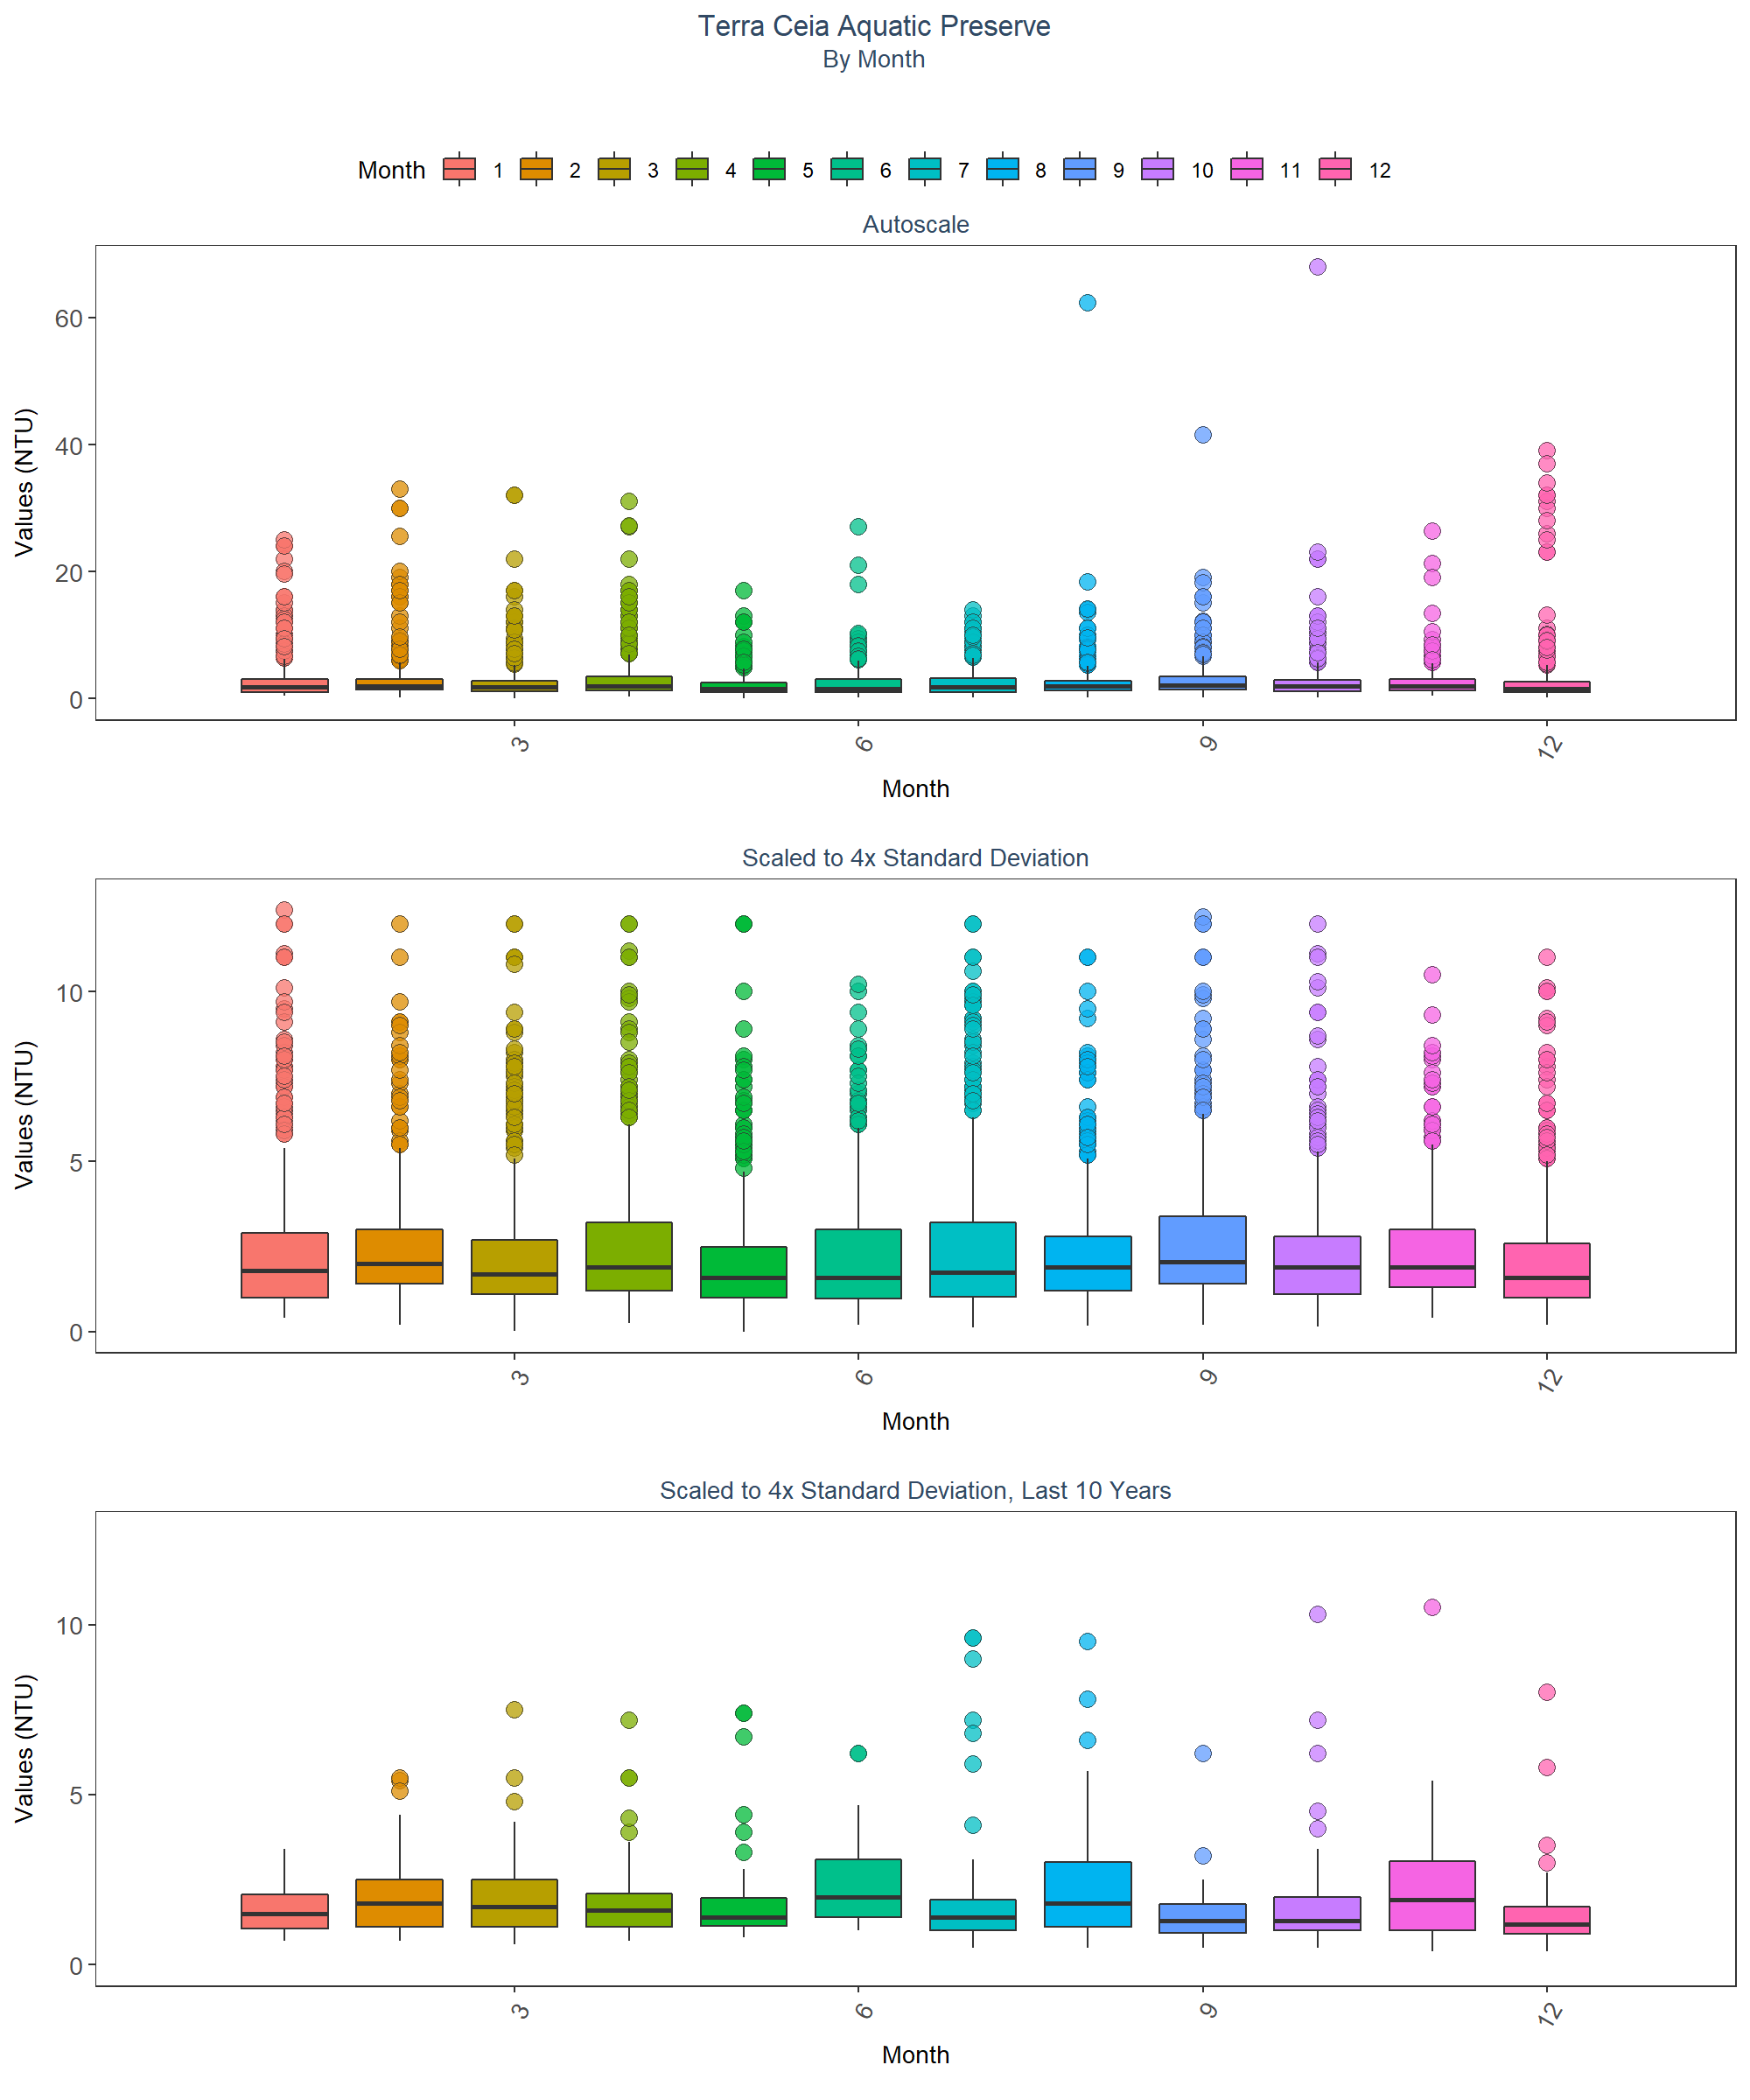 Terra Ceia Aquatic Preserve
By Month
Month 1 2 3 4 5 6 7 8 9 10 11 12
Autoscale
Values (NTU)
60
40
20
0
3 6 9 12
Month
Scaled to 4x Standard Deviation
Values (NTU)
10
5
0
3 6 9 12
Month
Scaled to 4x Standard Deviation, Last 10 Years
Values (NTU)
10
5
0
3 6 9 12
Month